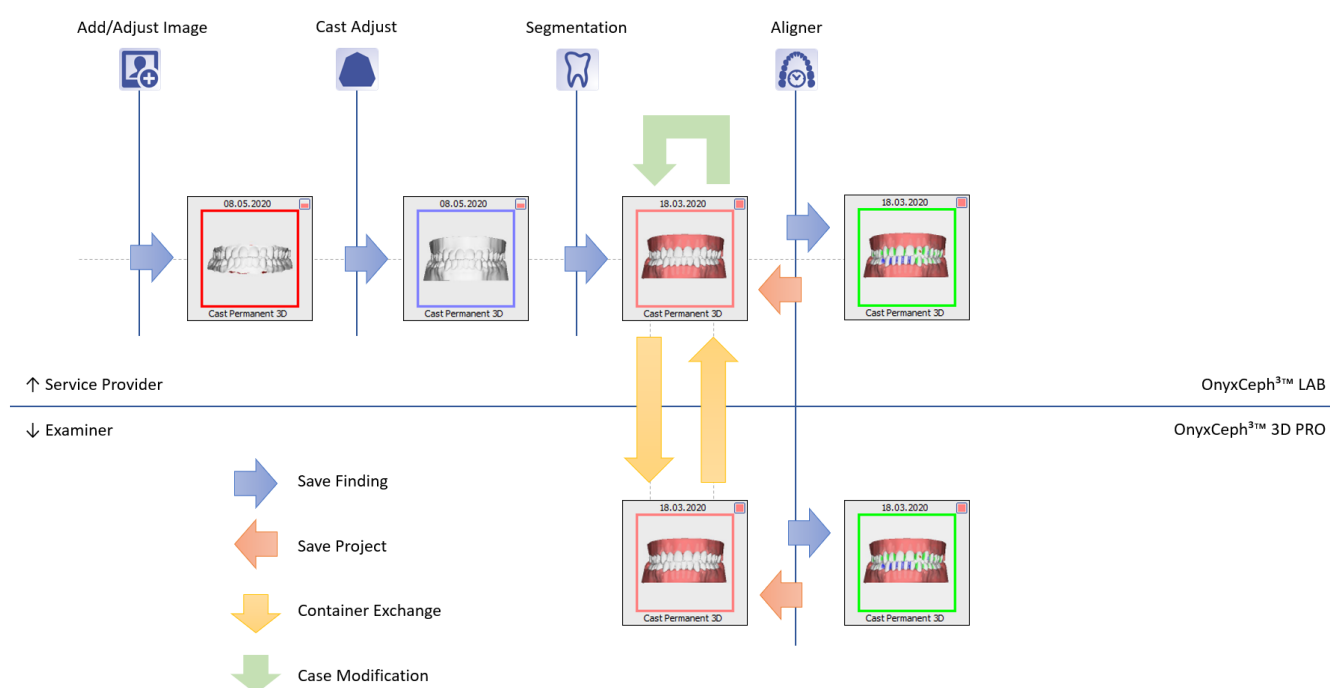 Add/Adjust Image
Cast Adjust
Segmentation
Aligner
08.05.2020
Cast Permanent 3D
08.05.2020
Cast Permanent 3D
18.03.2020
Cast Permanent 3D
18.03.2020
Cast Permanent 3D
↑ Service Provider
OnyxCeph³™ LAB
↓ Examiner
OnyxCeph³™ 3D PRO
Save Finding
Save Project
Container Exchange
Case Modification
18.03.2020
Cast Permanent 3D
18.03.2020
Cast Permanent 3D